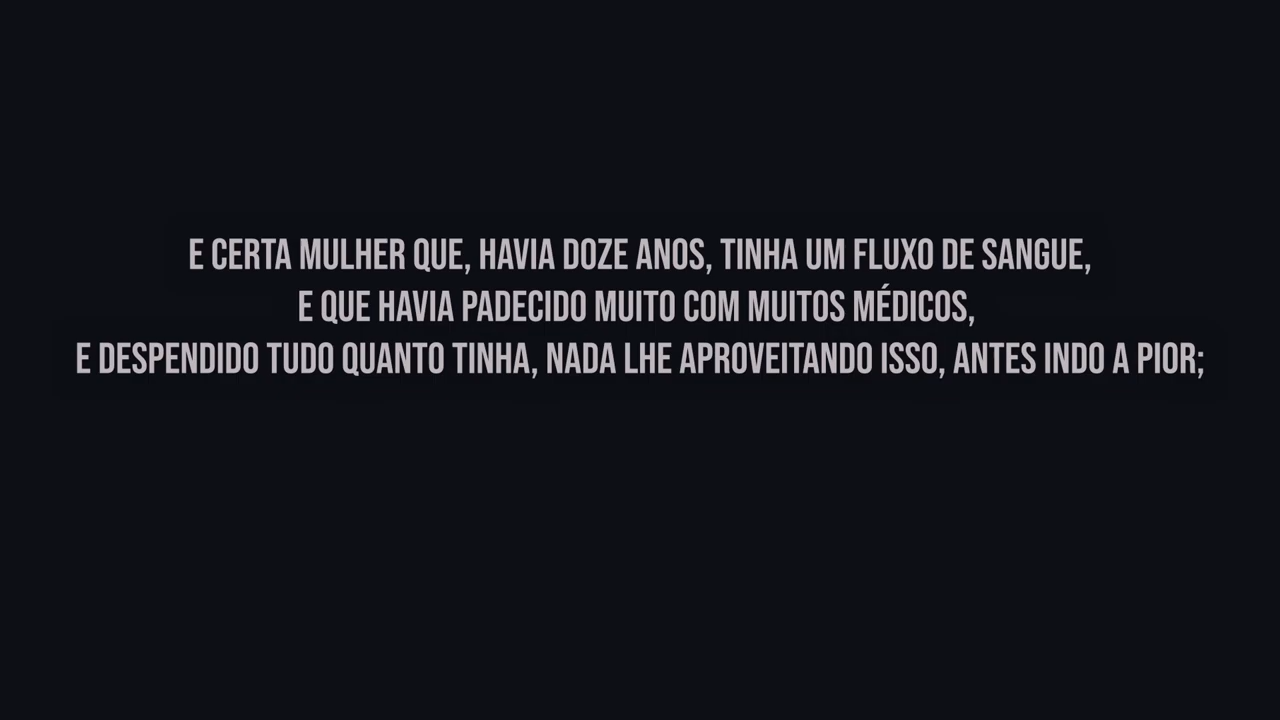 E CERTA MULHER QUE, HAVIA DOZE ANOS, TINHA UM FLUXO DE SANGUE,
E QUE HAVIA PADECIDO MUITO COM MUITOS MÉDICOS,
E DESPENDIDO TUDO QUANTO TINHA, NADA LHE APROVEITANDO ISSO, ANTES INDO A PIOR;